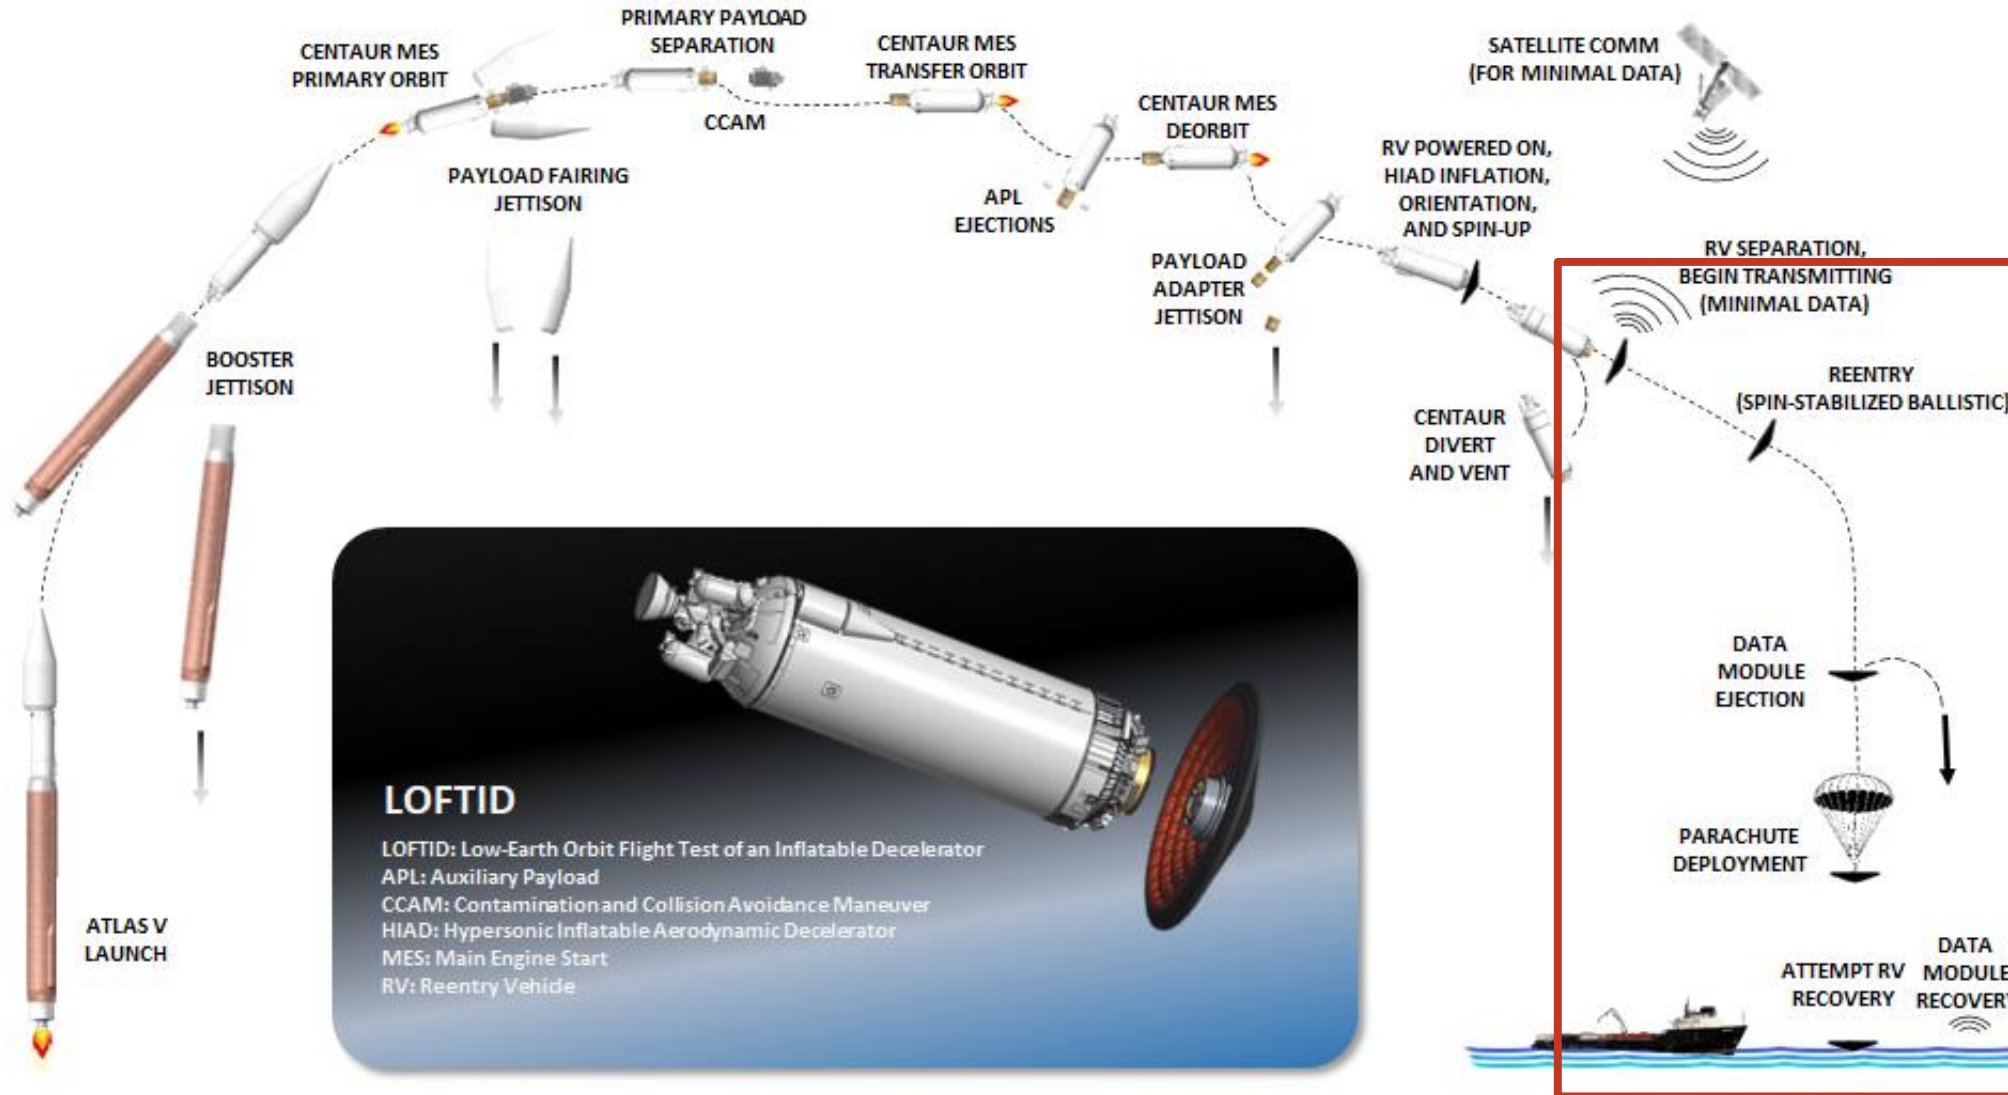 CENTAUR MES
PRIMARY ORBIT
PRIMARY PAYLOAD
SEPARATION
CCAM
CENTAUR MES
TRANSFER ORBIT
CENTAUR MES
DEORBIT
SATELLITE COMM
(FOR MINIMAL DATA)
PAYLOAD FAIRING
JETTISON
APL
EJECTIONS
RV POWERED ON,
HIAD INFLATION,
ORIENTATION,
AND SPIN-UP
PAYLOAD
ADAPTER
JETTISON
RV SEPARATION,
BEGIN TRANSMITTING
(MINIMAL DATA)
BOOSTER
JETTISON
REENTRY
(SPIN-STABILIZED BALLISTIC)
CENTAUR
DIVERT
AND VENT
DATA
MODULE
EJECTION
PARACHUTE
DEPLOYMENT
ATLAS V
LAUNCH
LOFTID
LOFTID: Low-Earth Orbit Flight Test of an Inflatable Decelerator
APL: Auxiliary Payload
CCAM: Contamination and Collision Avoidance Maneuver
HIAD: Hypersonic Inflatable Aerodynamic Decelerator
MES: Main Engine Start
RV: Reentry Vehicle
ATTEMPT RV
RECOVERY
DATA
MODULE
RECOVERY